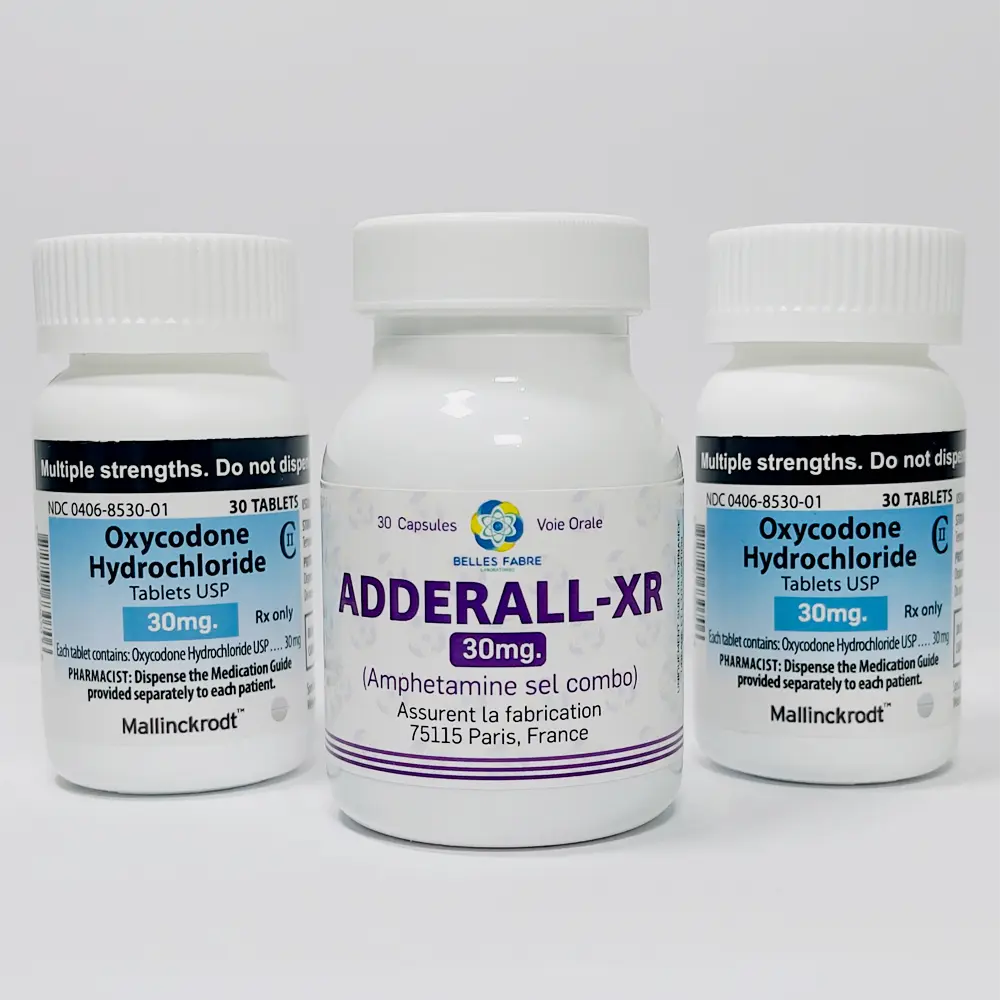 Multiple strengths. Do not dispen
NDC 0406-8530-01 30 TABLETS
Oxycodone
Hydrochloride
CII
Tablets USP
30mg.
Rx only
Each tablet contains: Oxycodone Hydrochloride USP .... 30 mg
PHARMACIST: Dispense the Medication Guide
provided separately to each patient.
Mallinckrodt™
30 Capsules Voie Orale
BELLES FABRE
ADDERALL-XR
30mg.
(Amphetamine sel combo)
Assurent la fabrication
75115 Paris, France
Multiple strengths. Do not dispe
NDC 0406-8530-01 30 TABLETS
Oxycodone
Hydrochloride
CII
Tablets USP
30mg.
Rx only
Each tablet contains: Oxycodone Hydrochloride USP .... 30 mg
PHARMACIST: Dispense the Medication Guide
provided separately to each patient.
Mallinckrodt™